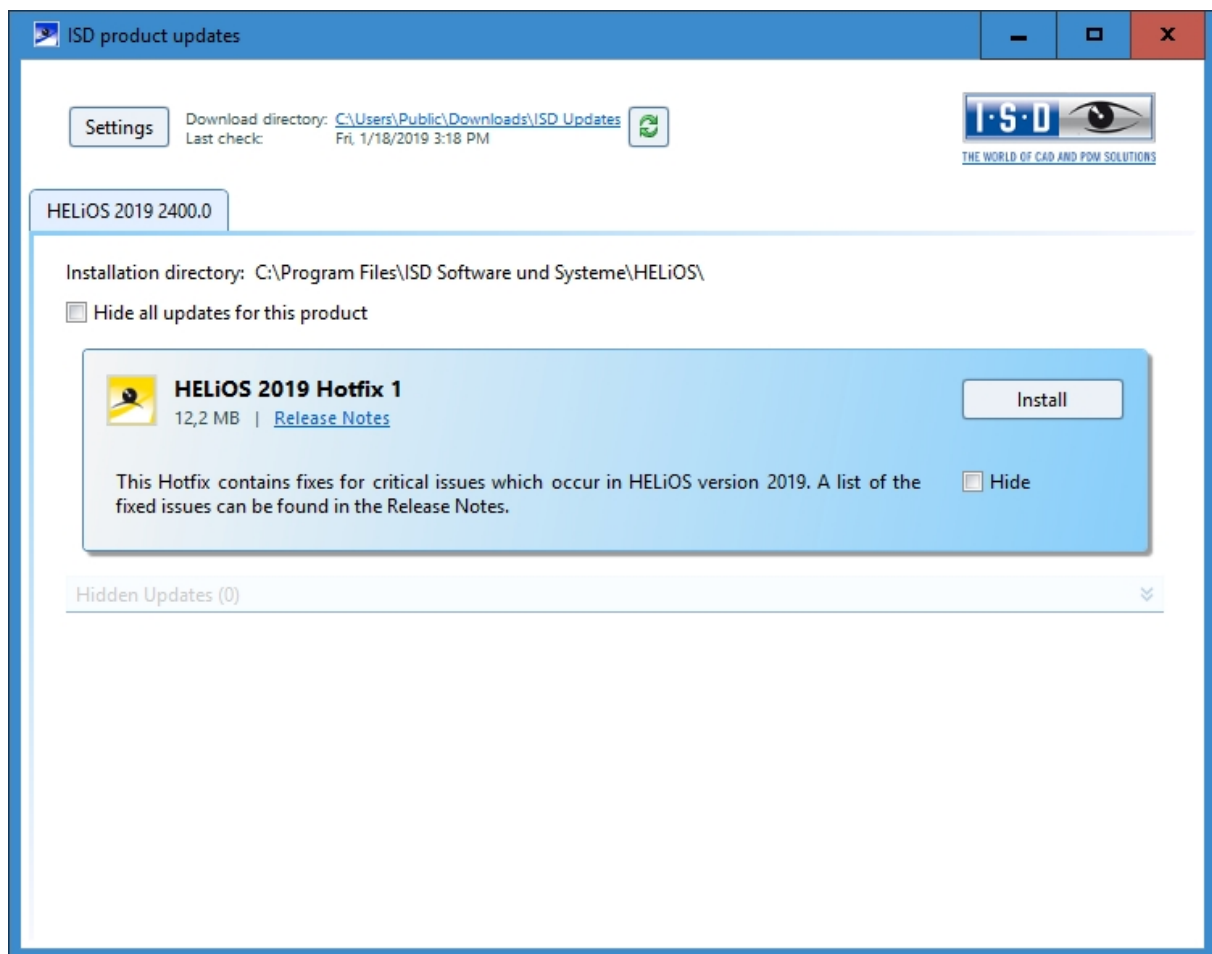 ISD product updates
Settings
Download directory: C:\Users\Public\Downloads\ISD Updates
Last check: Fri, 1/18/2019 3:18 PM
I·S·D
THE WORLD OF CAD AND PDM SOLUTIONS
HELiOS 2019 2400.0
Installation directory: C:\Program Files\ISD Software und Systeme\HELiOS\
Hide all updates for this product
HELiOS 2019 Hotfix 1
12,2 MB | Release Notes
Install
This Hotfix contains fixes for critical issues which occur in HELiOS version 2019. A list of the
fixed issues can be found in the Release Notes.
Hide
Hidden Updates (0)